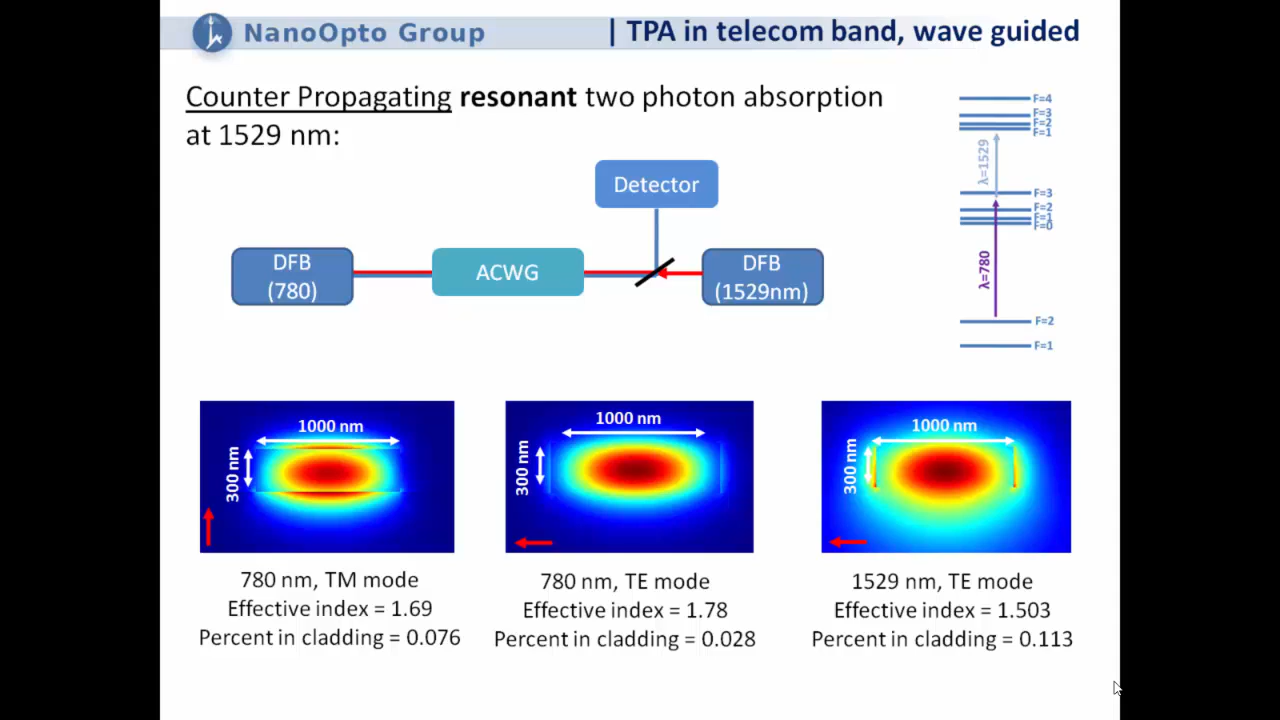 NanoOpto Group
| TPA in telecom band, wave guided
Counter Propagating resonant two photon absorption
at 1529 nm:
Detector
DFB
(780)
ACWG
DFB
(1529nm)
F=4
F=3
F=2
F=1
λ=1529
F=3
F=2
F=1
F=0
λ=780
F=2
F=1
1000 nm
300 nm
1000 nm
300 nm
1000 nm
300 nm
780 nm, TM mode
Effective index = 1.69
Percent in cladding = 0.076
780 nm, TE mode
Effective index = 1.78
Percent in cladding = 0.028
1529 nm, TE mode
Effective index = 1.503
Percent in cladding = 0.113